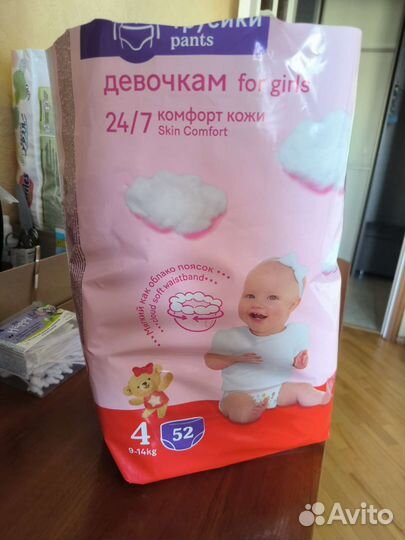 трусики
pants
девочкам for girls
24/7 комфорт кожи
Skin Comfort
Мягкий как облако поясок
cloud soft waistband
4
52
9-14kg
Avito